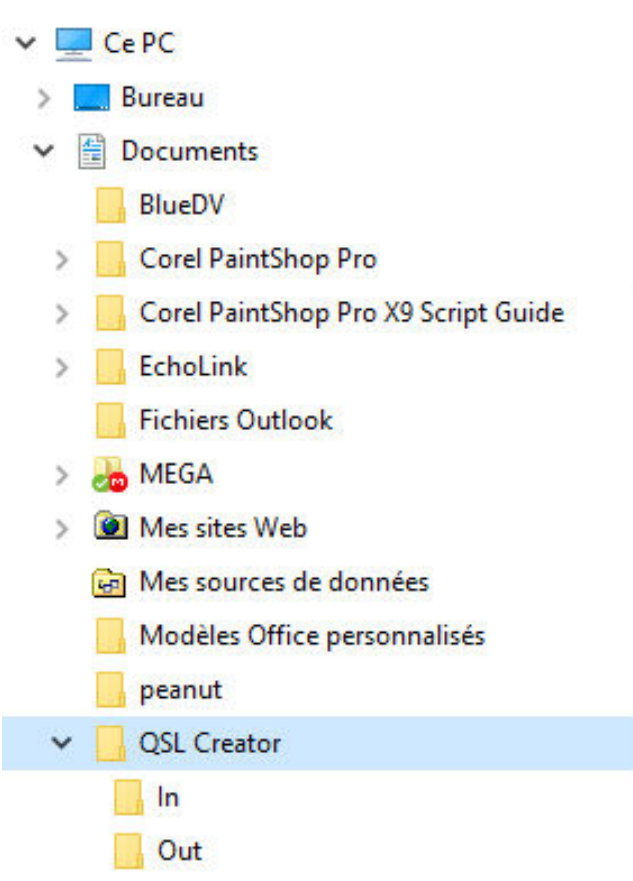 Ce PC
Bureau
Documents
BlueDV
Corel PaintShop Pro
Corel PaintShop Pro X9 Script Guide
EchoLink
Fichiers Outlook
MEGA
Mes sites Web
Mes sources de données
Modèles Office personnalisés
peanut
QSL Creator
In
Out